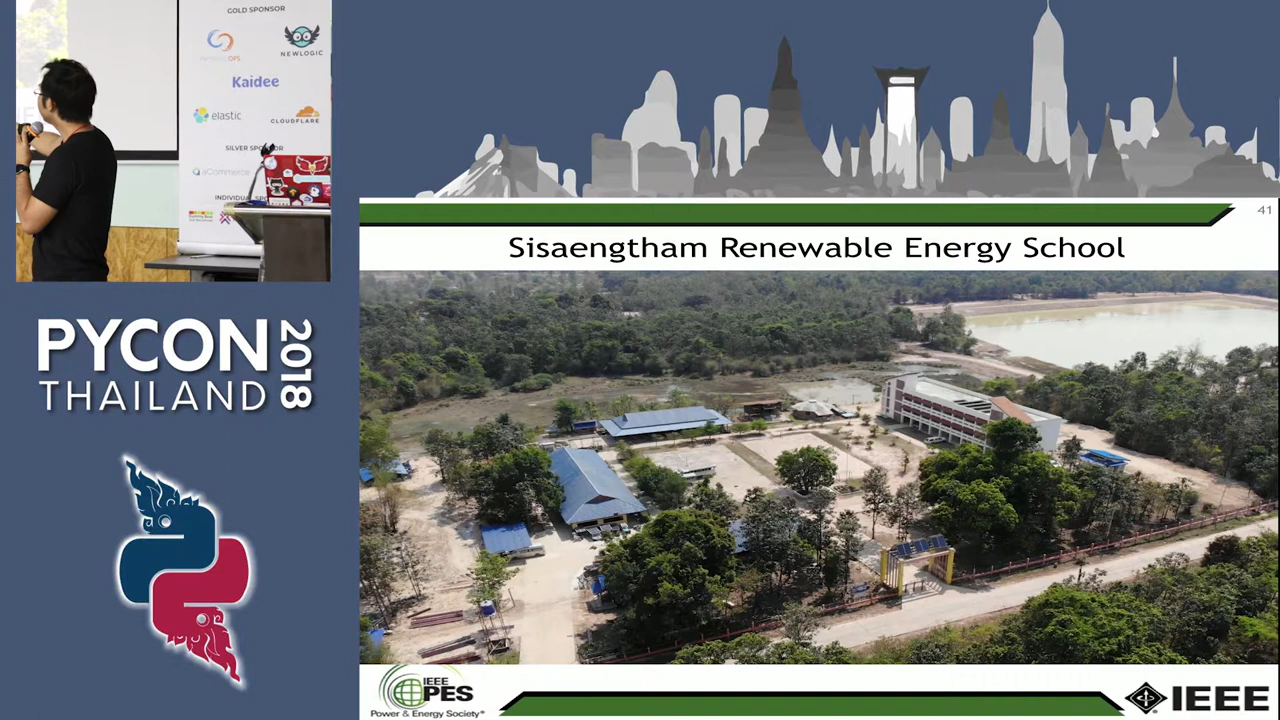 GOLD SPONSOR
NEWLOGIC
Kaidee
elastic
CLOUDFLARE
SILVER SPONSOR
aCommerce
PYCON
THAILAND
2018
41
Sisaengtham Renewable Energy School
IEEE
PES
Power & Energy Society®
IEEE